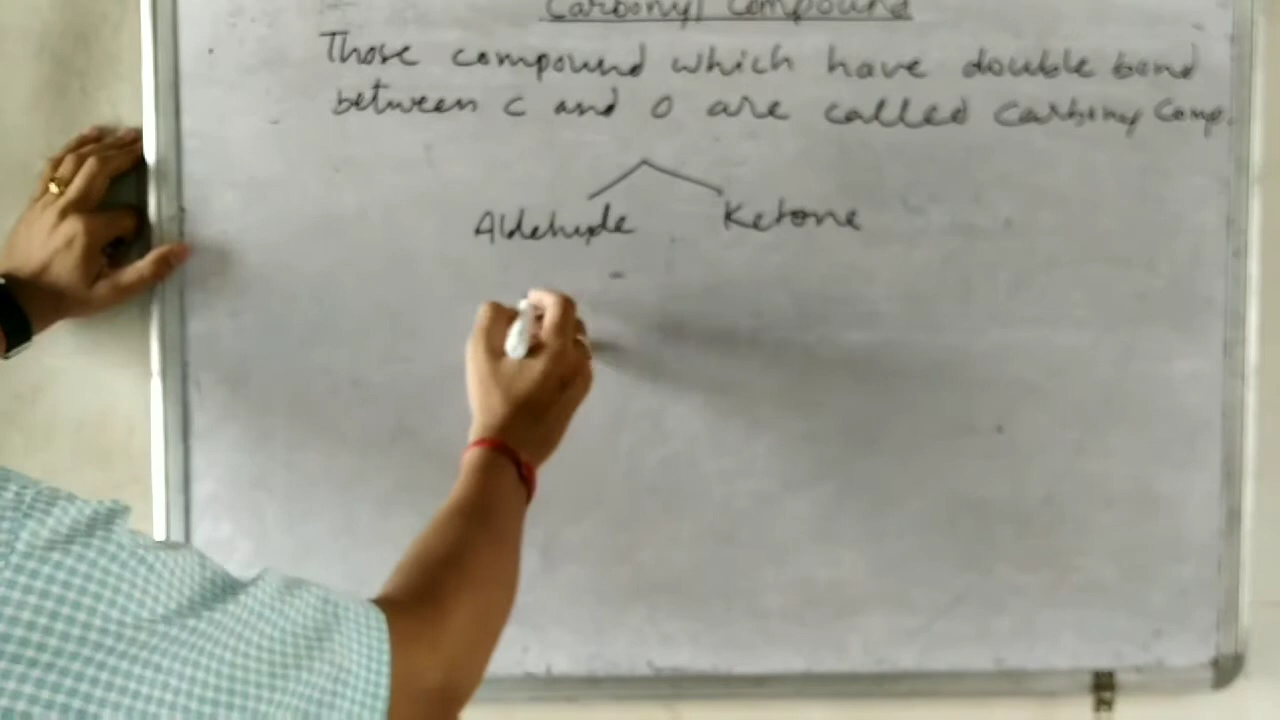 Carbonyl Compound
Those compound which have double bond
between C and O are called Carbonyl Comp.
Aldehyde Ketone